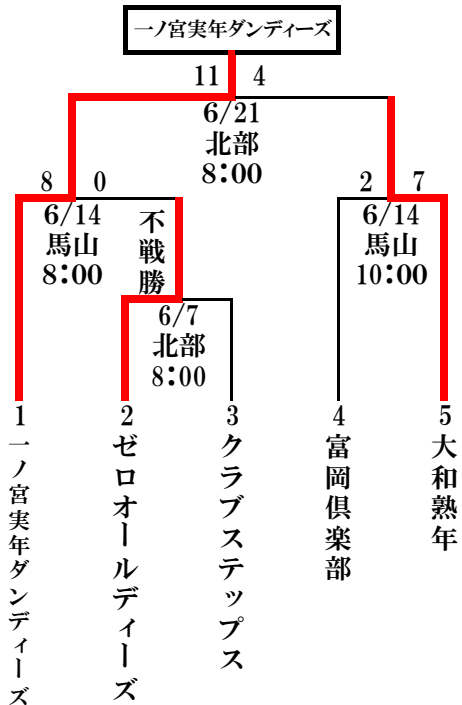 一ノ宮実年ダンディーズ
11 4
6/21
北部
8:00
8 0
6/14
馬山
8:00
不戦勝
6/7
北部
8:00
2 7
6/14
馬山
10:00
1
一ノ宮実年ダンディーズ
2
ゼロオールディーズ
3
クラブステップス
4
富岡倶楽部
5
大和熟年